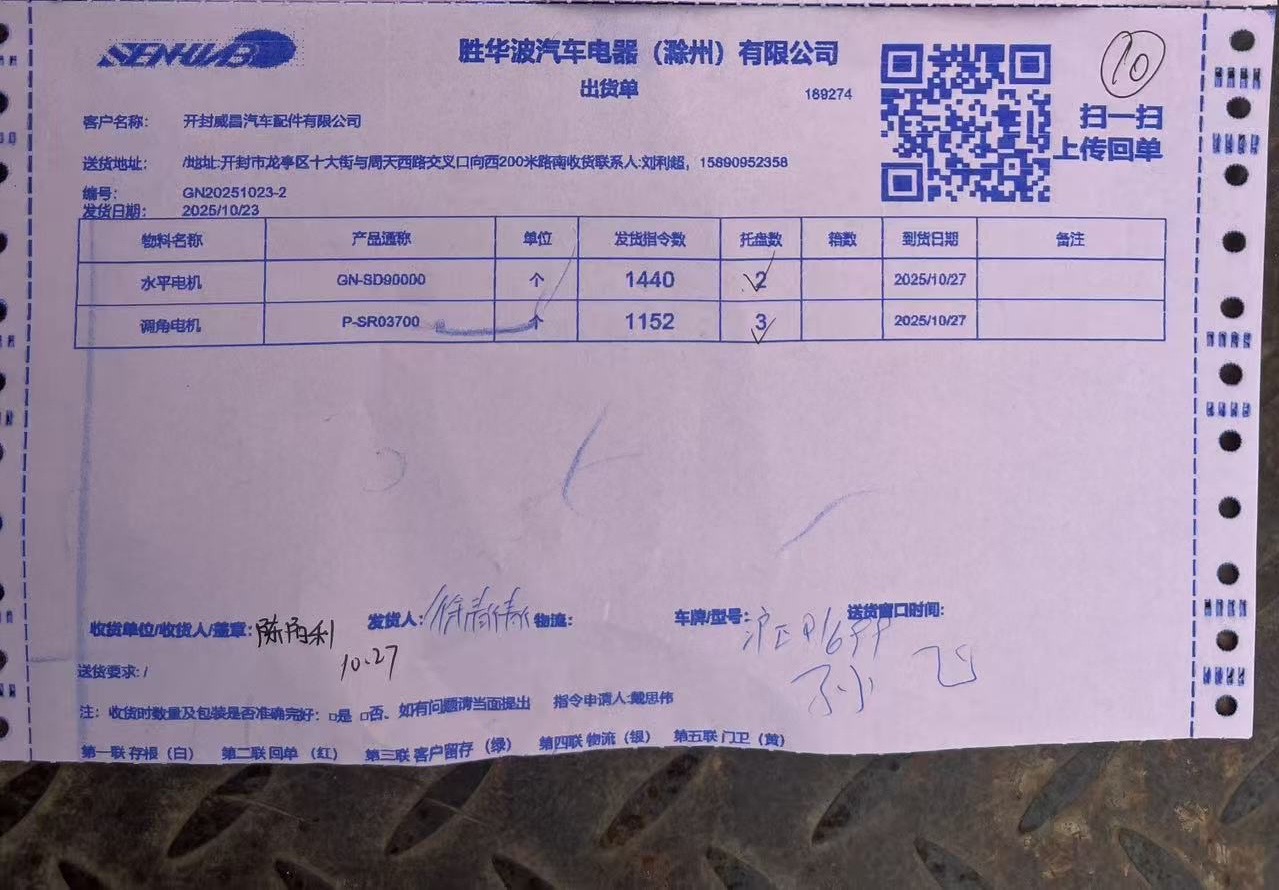 SENHWBO
胜华波汽车电器（滁州）有限公司
10
出货单
189274
扫一扫
上传回单
客户名称： 开封威昌汽车配件有限公司
送货地址： /地址:开封市龙亭区十大街与周天西路交叉口向西200米路南收货联系人:刘利超，15890952358
编号： GN20251023-2
发货日期： 2025/10/23
物料名称 产品通称 单位 发货指令数 托盘数 箱数 到货日期 备注
水平电机 GN-SD90000 个 1440 2 2025/10/27
调角电机 P-SR03700 个 1152 3 2025/10/27
收货单位/收货人/盖章: 发货人: 物流: 车牌/型号: 送货窗口时间:
10.27
孙飞
送货要求: /
注: 收货时数量及包装是否准确完好: □是 □否、如有问题请当面提出 指令申请人:戴思伟
第一联 存根（白） 第二联 回单 （红） 第三联 客户留存 （绿） 第四联 物流（银） 第五联 门卫（黄）